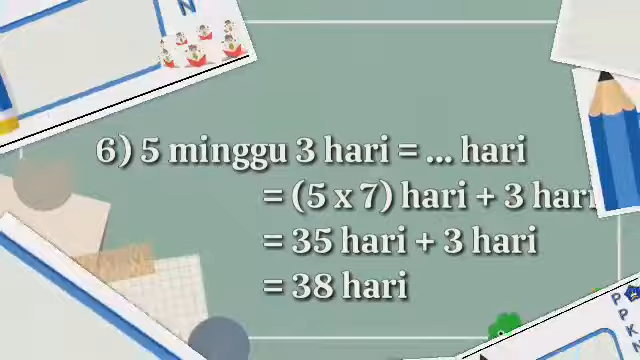 N
6) 5 minggu 3 hari = ... hari
= (5 x 7) hari + 3 hari
= 35 hari + 3 hari
= 38 hari
P
P
K
N